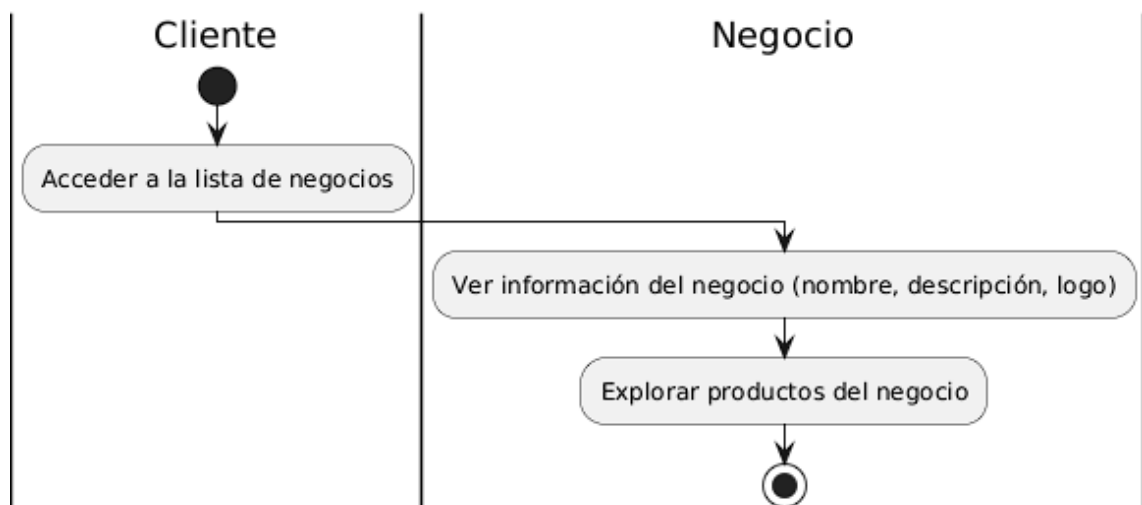 Cliente
Negocio
Acceder a la lista de negocios
Ver información del negocio (nombre, descripción, logo)
Explorar productos del negocio